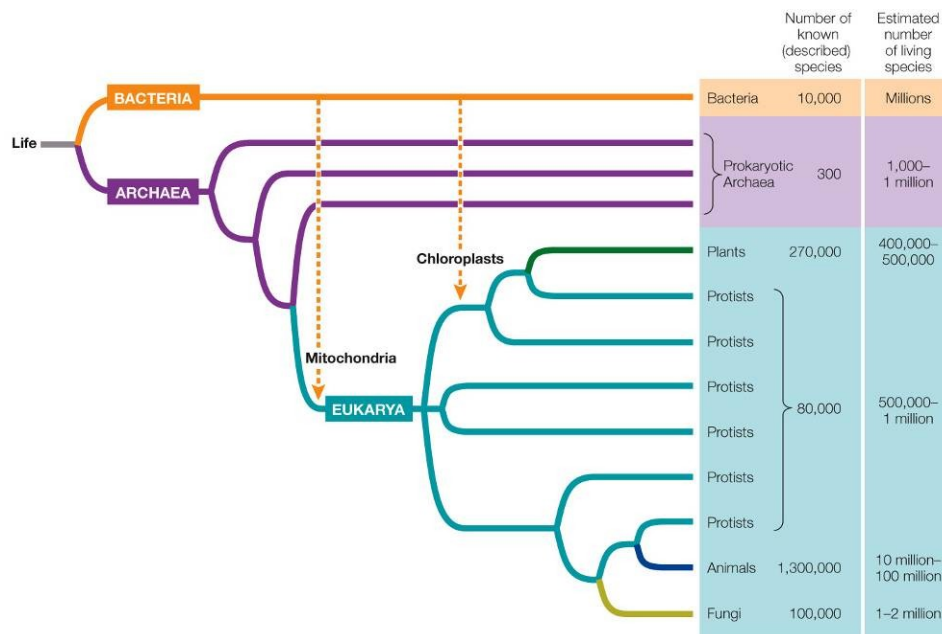 Number of
known
(described)
species
Estimated
number
of living
species
Life
BACTERIA
Bacteria 10,000 Millions
ARCHAEA
Prokaryotic
Archaea
300
1,000–
1 million
Chloroplasts
Plants 270,000
400,000–
500,000
Protists
Protists
Mitochondria
Protists
EUKARYA
80,000
500,000–
1 million
Protists
Protists
Protists
Animals 1,300,000
10 million–
100 million
Fungi 100,000 1–2 million